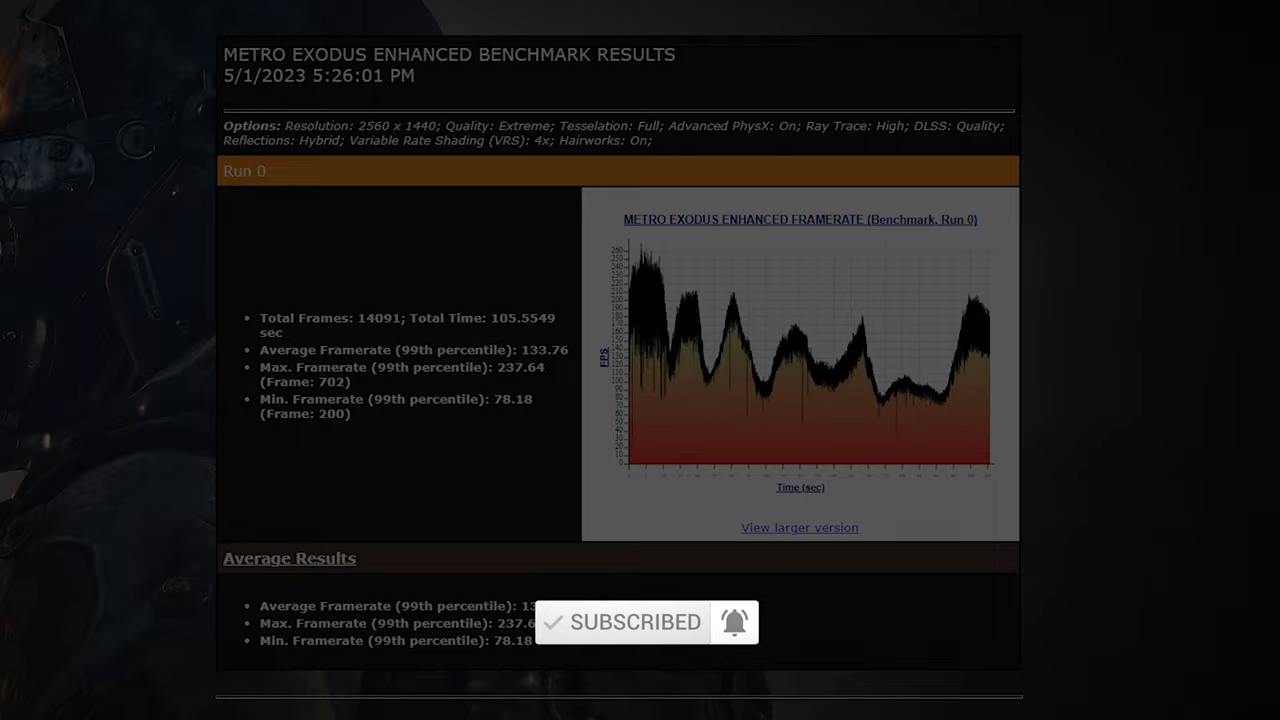 METRO EXODUS ENHANCED BENCHMARK RESULTS
5/1/2023 5:26:01 PM
Options: Resolution: 2560 x 1440; Quality: Extreme; Tesselation: Full; Advanced PhysX: On; Ray Trace: High; DLSS: Quality;
Reflections: Hybrid; Variable Rate Shading (VRS): 4x; Hairworks: On;
Run 0
METRO EXODUS ENHANCED FRAMERATE (Benchmark, Run 0)
Total Frames: 14091; Total Time: 105.5549
sec
Average Framerate (99th percentile): 133.76
Max. Framerate (99th percentile): 237.64
(Frame: 702)
Min. Framerate (99th percentile): 78.18
(Frame: 200)
FPS
Time (sec)
View larger version
Average Results
Average Framerate (99th percentile):
Max. Framerate (99th percentile): 237.6
Min. Framerate (99th percentile): 78.18
SUBSCRIBED